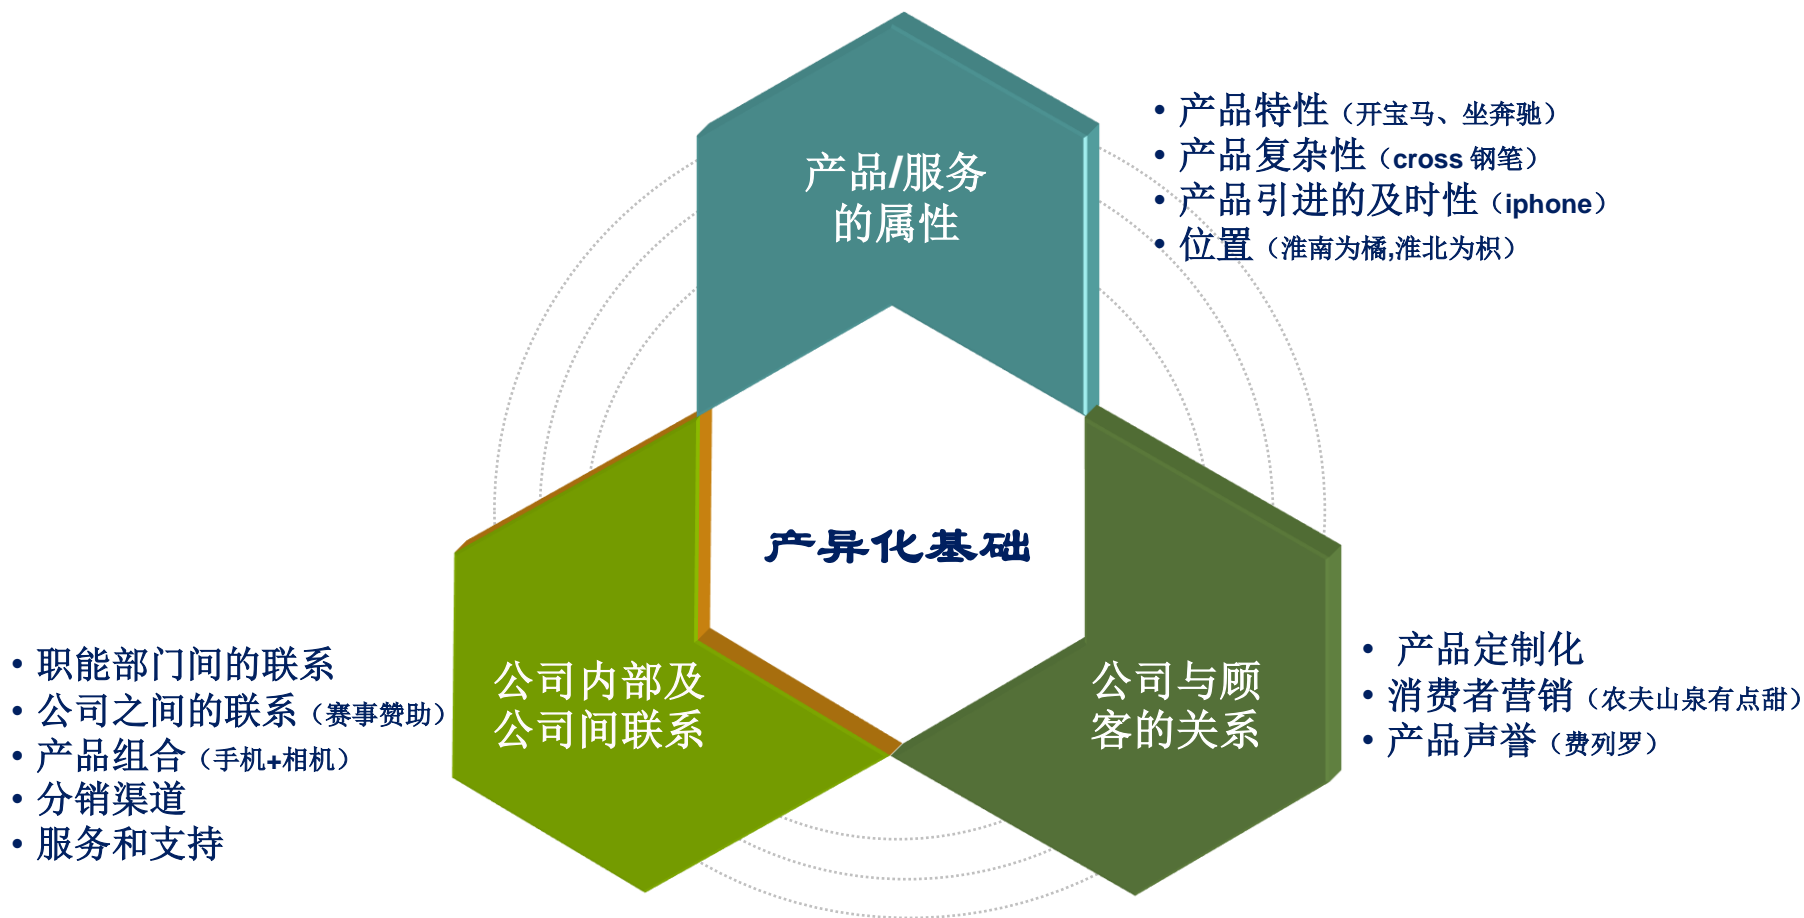 产品/服务
的属性
• 产品特性（开宝马、坐奔驰）
• 产品复杂性（cross 钢笔）
• 产品引进的及时性（iphone）
• 位置（淮南为橘,淮北为枳）
产异化基础
公司内部及
公司间联系
• 职能部门间的联系
• 公司之间的联系（赛事赞助）
• 产品组合（手机+相机）
• 分销渠道
• 服务和支持
公司与顾
客的关系
• 产品定制化
• 消费者营销（农夫山泉有点甜）
• 产品声誉（费列罗）